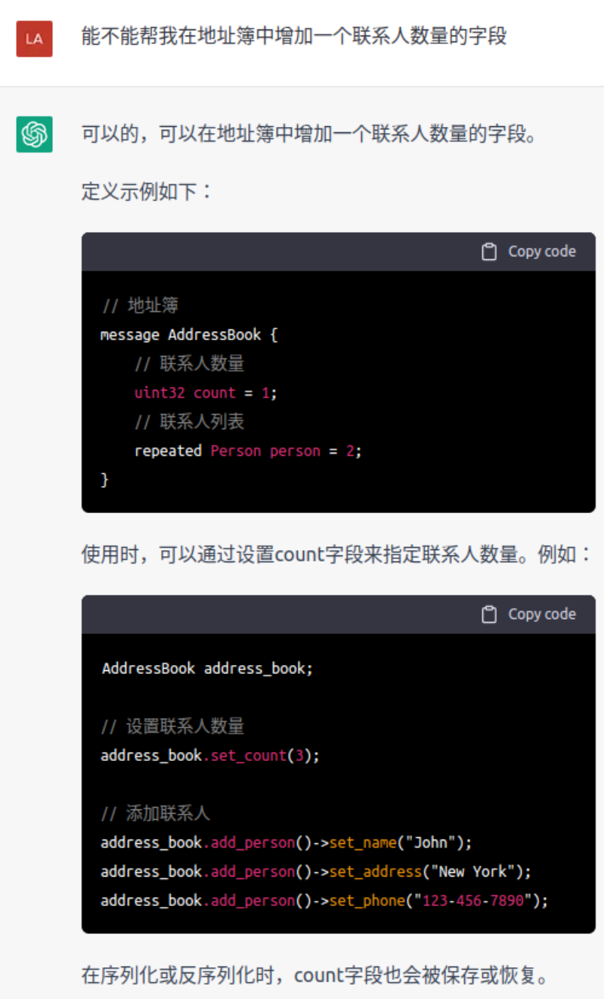 LA
能不能帮我在地址簿中增加一个联系人数量的字段
可以的，可以在地址簿中增加一个联系人数量的字段。
定义示例如下：
Copy code
// 地址簿
message AddressBook {
    // 联系人数量
    uint32 count = 1;
    // 联系人列表
    repeated Person person = 2;
}
使用时，可以通过设置count字段来指定联系人数量。例如：
Copy code
AddressBook address_book;
// 设置联系人数量
address_book.set_count(3);
// 添加联系人
address_book.add_person()->set_name("John");
address_book.add_person()->set_address("New York");
address_book.add_person()->set_phone("123-456-7890");
在序列化或反序列化时，count字段也会被保存或恢复。